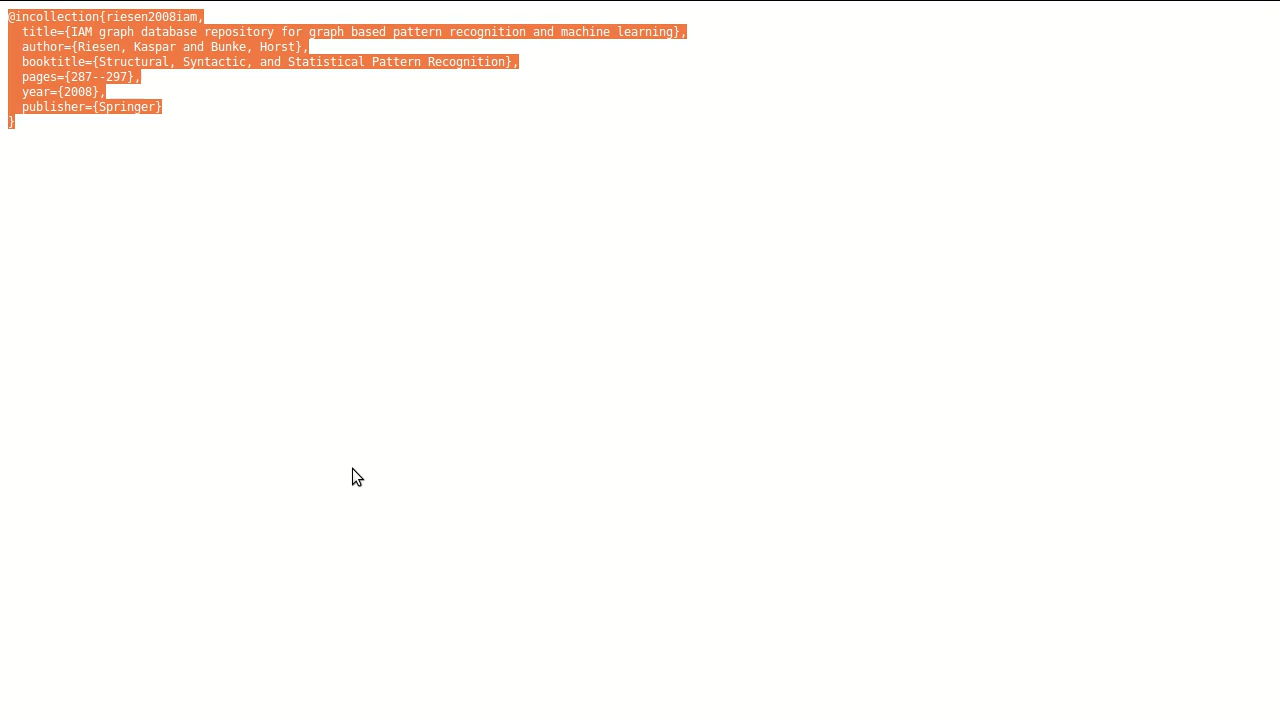 @incollection{riesen2008iam,
  title={IAM graph database repository for graph based pattern recognition and machine learning},
  author={Riesen, Kaspar and Bunke, Horst},
  booktitle={Structural, Syntactic, and Statistical Pattern Recognition},
  pages={287--297},
  year={2008},
  publisher={Springer}
}